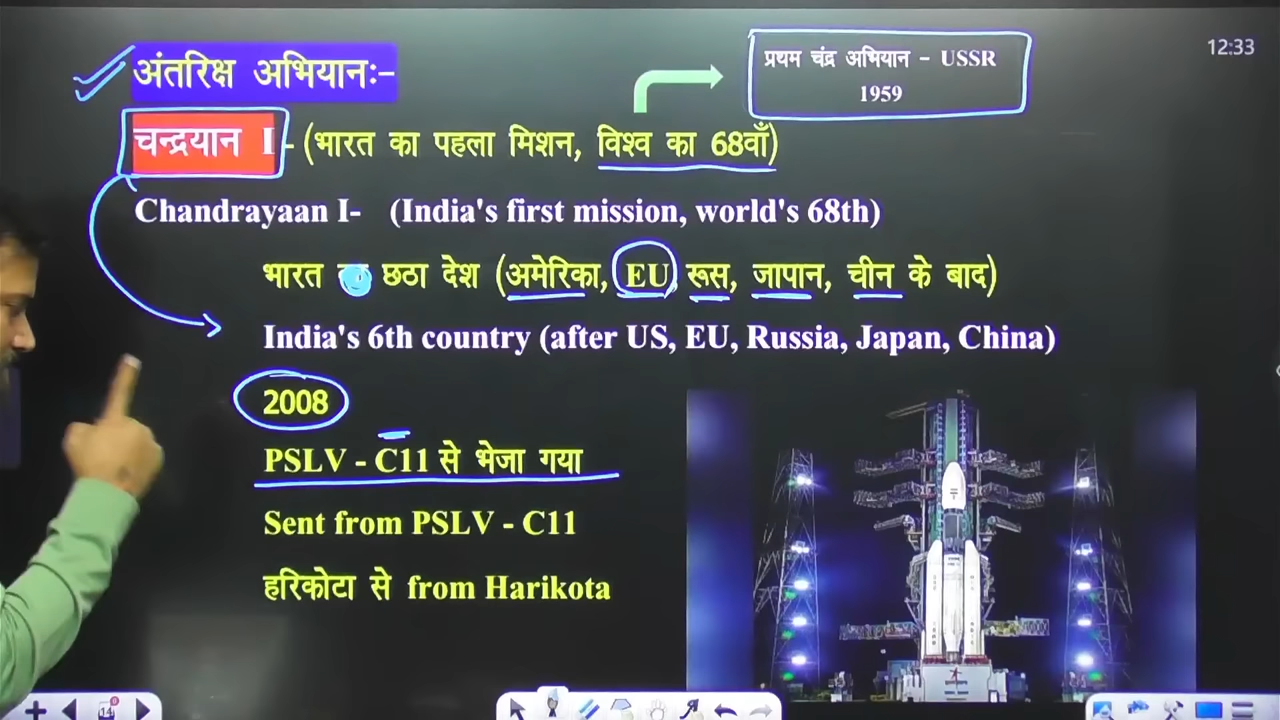 अंतरिक्ष अभियानः-
प्रथम चंद्र अभियान - USSR
1959
12:33
चन्द्रयान I - (भारत का पहला मिशन, विश्व का 68वाँ)
Chandrayaan I- (India's first mission, world's 68th)
भारत छठा देश (अमेरिका, EU, रूस, जापान, चीन के बाद)
India's 6th country (after US, EU, Russia, Japan, China)
2008
PSLV - C11 से भेजा गया
Sent from PSLV - C11
हरिकोटा से from Harikota
14